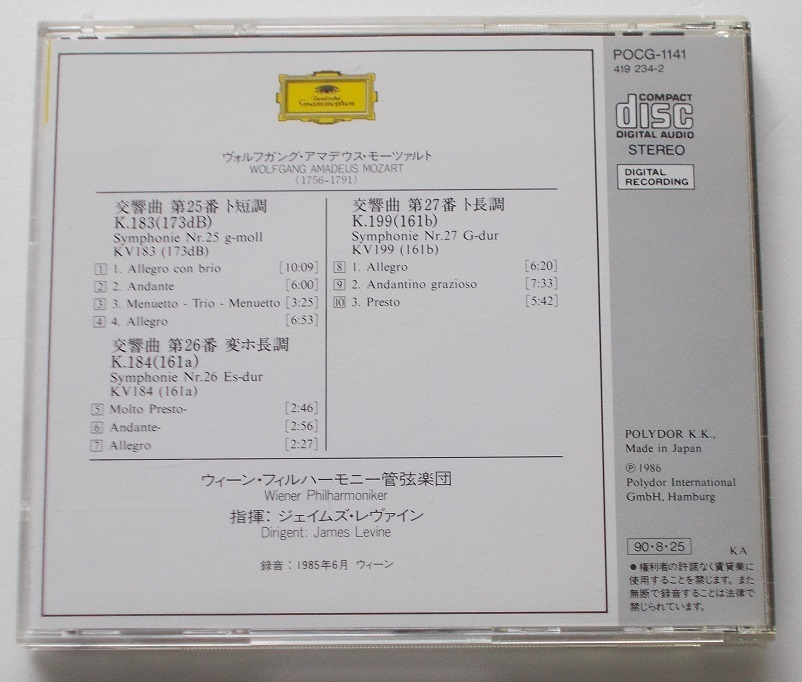 Deutsche
Grammophon
ヴォルフガング・アマデウス・モーツァルト
WOLFGANG AMADEUS MOZART
(1756-1791)
交響曲 第25番 ト短調
K.183(173dB)
Symphonie Nr.25 g-moll
KV183 (173dB)
1 1. Allegro con brio [10:09]
2 2. Andante [6:00]
3 3. Menuetto - Trio - Menuetto [3:25]
4 4. Allegro [6:53]
交響曲 第26番 変ホ長調
K.184(161a)
Symphonie Nr.26 Es-dur
KV184 (161a)
5 Molto Presto- [2:46]
6 Andante- [2:56]
7 Allegro [2:27]
交響曲 第27番 ト長調
K.199(161b)
Symphonie Nr.27 G-dur
KV199 (161b)
8 1. Allegro [6:20]
9 2. Andantino grazioso [7:33]
10 3. Presto [5:42]
ウィーン・フィルハーモニー管弦楽団
Wiener Philharmoniker
指揮：ジェイムズ・レヴァイン
Dirigent: James Levine
録音：1985年6月 ウィーン
POCG-1141
419 234-2
COMPACT
disc
DIGITAL AUDIO
STEREO
DIGITAL
RECORDING
POLYDOR K.K.,
Made in Japan
Ⓟ 1986
Polydor International
GmbH, Hamburg
90・8・25
KA
●権利者の許諾なく賃貸業に
使用することを禁じます。また
無断で録音することは法律で
禁じられています。